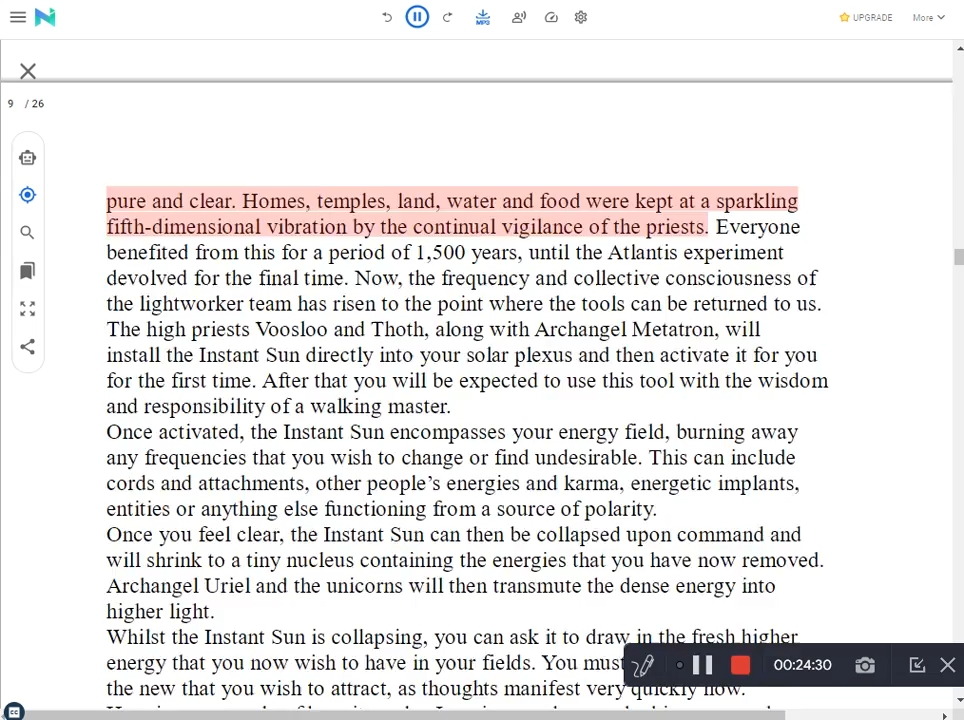 MP3
UPGRADE
More
9 / 26
pure and clear. Homes, temples, land, water and food were kept at a sparkling
fifth-dimensional vibration by the continual vigilance of the priests. Everyone
benefited from this for a period of 1,500 years, until the Atlantis experiment
devolved for the final time. Now, the frequency and collective consciousness of
the lightworker team has risen to the point where the tools can be returned to us.
The high priests Voosloo and Thoth, along with Archangel Metatron, will
install the Instant Sun directly into your solar plexus and then activate it for you
for the first time. After that you will be expected to use this tool with the wisdom
and responsibility of a walking master.
Once activated, the Instant Sun encompasses your energy field, burning away
any frequencies that you wish to change or find undesirable. This can include
cords and attachments, other people’s energies and karma, energetic implants,
entities or anything else functioning from a source of polarity.
Once you feel clear, the Instant Sun can then be collapsed upon command and
will shrink to a tiny nucleus containing the energies that you have now removed.
Archangel Uriel and the unicorns will then transmute the dense energy into
higher light.
Whilst the Instant Sun is collapsing, you can ask it to draw in the fresh higher
energy that you now wish to have in your fields. You must
the new that you wish to attract, as thoughts manifest very quickly now.
00:24:30
CC